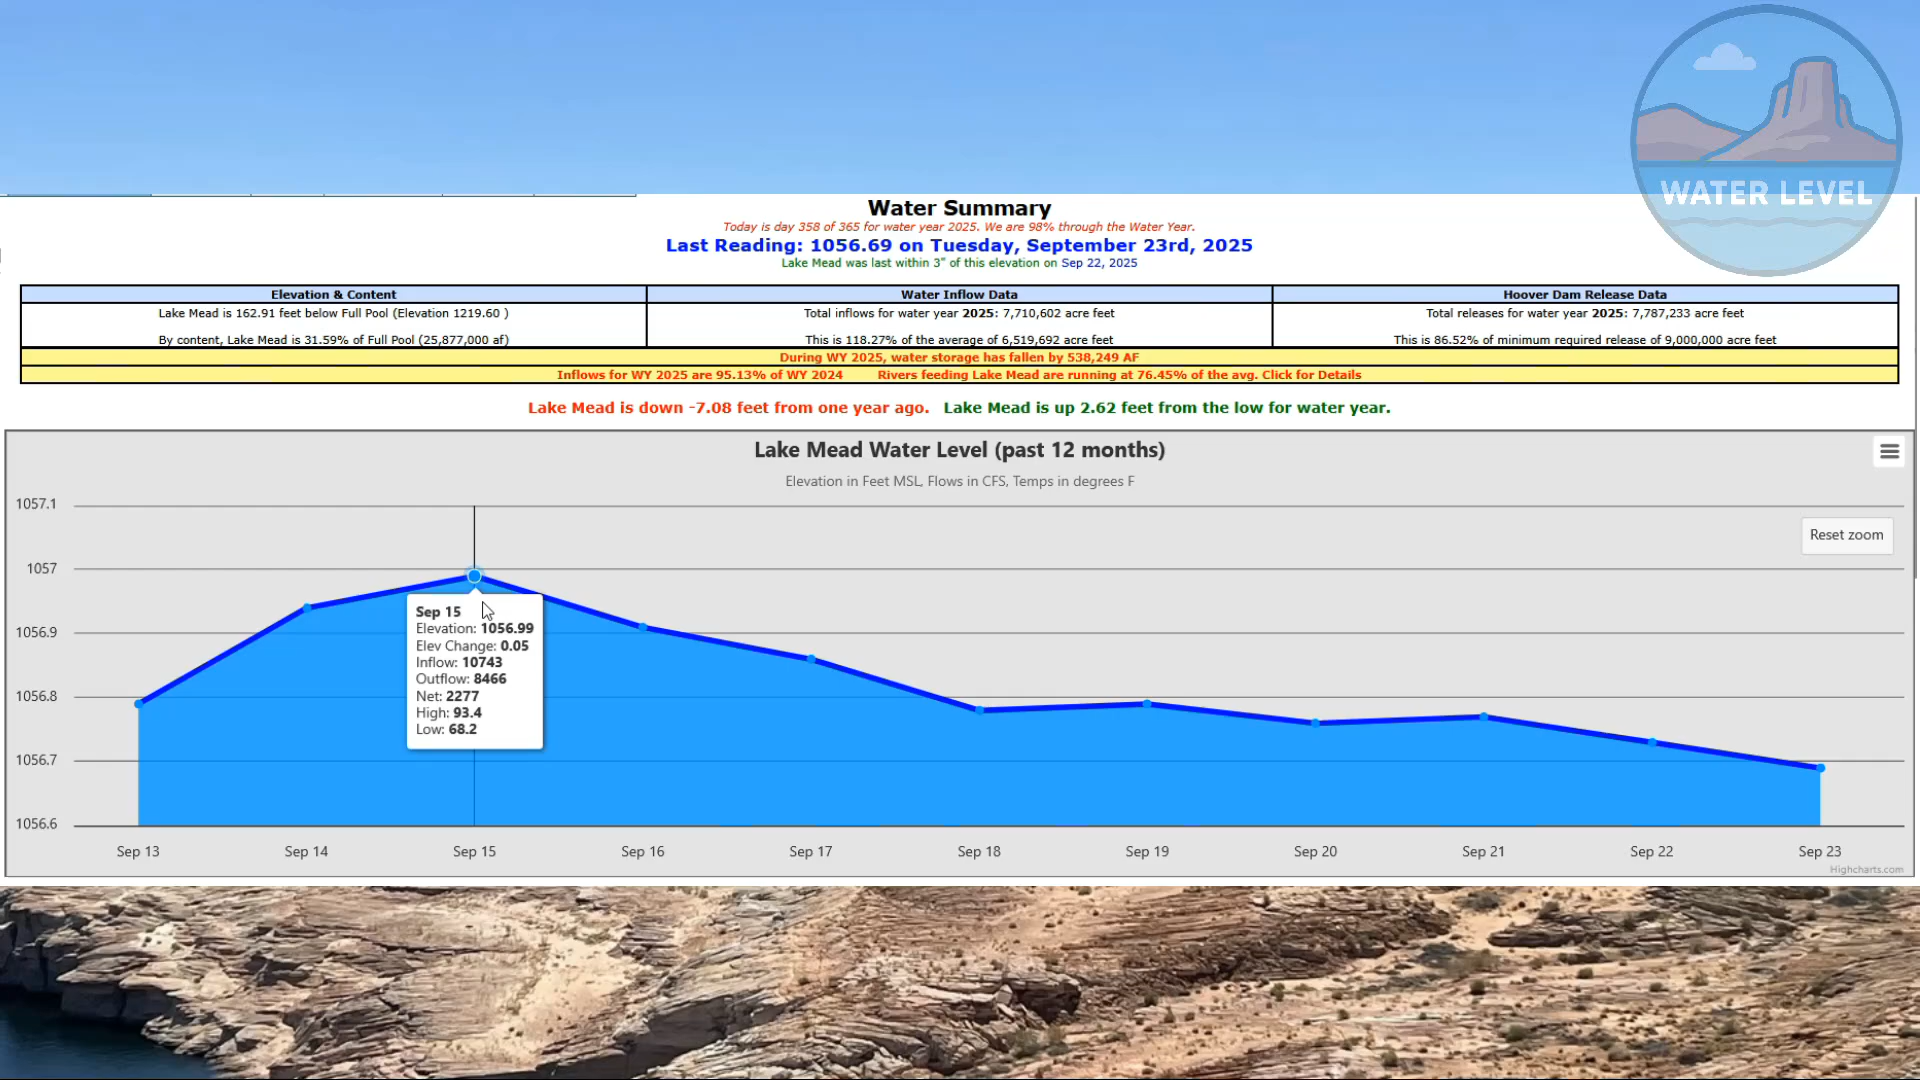 WATER LEVEL
Water Summary
Today is day 358 of 365 for water year 2025. We are 98% through the Water Year.
Last Reading: 1056.69 on Tuesday, September 23rd, 2025
Lake Mead was last within 3" of this elevation on Sep 22, 2025
Elevation & Content
Lake Mead is 162.91 feet below Full Pool (Elevation 1219.60 )
By content, Lake Mead is 31.59% of Full Pool (25,877,000 af)
Water Inflow Data
Total inflows for water year 2025: 7,710,602 acre feet
This is 118.27% of the average of 6,519,692 acre feet
Hoover Dam Release Data
Total releases for water year 2025: 7,787,233 acre feet
This is 86.52% of minimum required release of 9,000,000 acre feet
During WY 2025, water storage has fallen by 538,249 AF
Inflows for WY 2025 are 95.13% of WY 2024 Rivers feeding Lake Mead are running at 76.45% of the avg. Click for Details
Lake Mead is down -7.08 feet from one year ago. Lake Mead is up 2.62 feet from the low for water year.
Lake Mead Water Level (past 12 months)
Elevation in Feet MSL, Flows in CFS, Temps in degrees F
Reset zoom
1057.1
1057
1056.9
1056.8
1056.7
1056.6
Sep 15
Elevation: 1056.99
Elev Change: 0.05
Inflow: 10743
Outflow: 8466
Net: 2277
High: 93.4
Low: 68.2
Sep 13 Sep 14 Sep 15 Sep 16 Sep 17 Sep 18 Sep 19 Sep 20 Sep 21 Sep 22 Sep 23
Highcharts.com